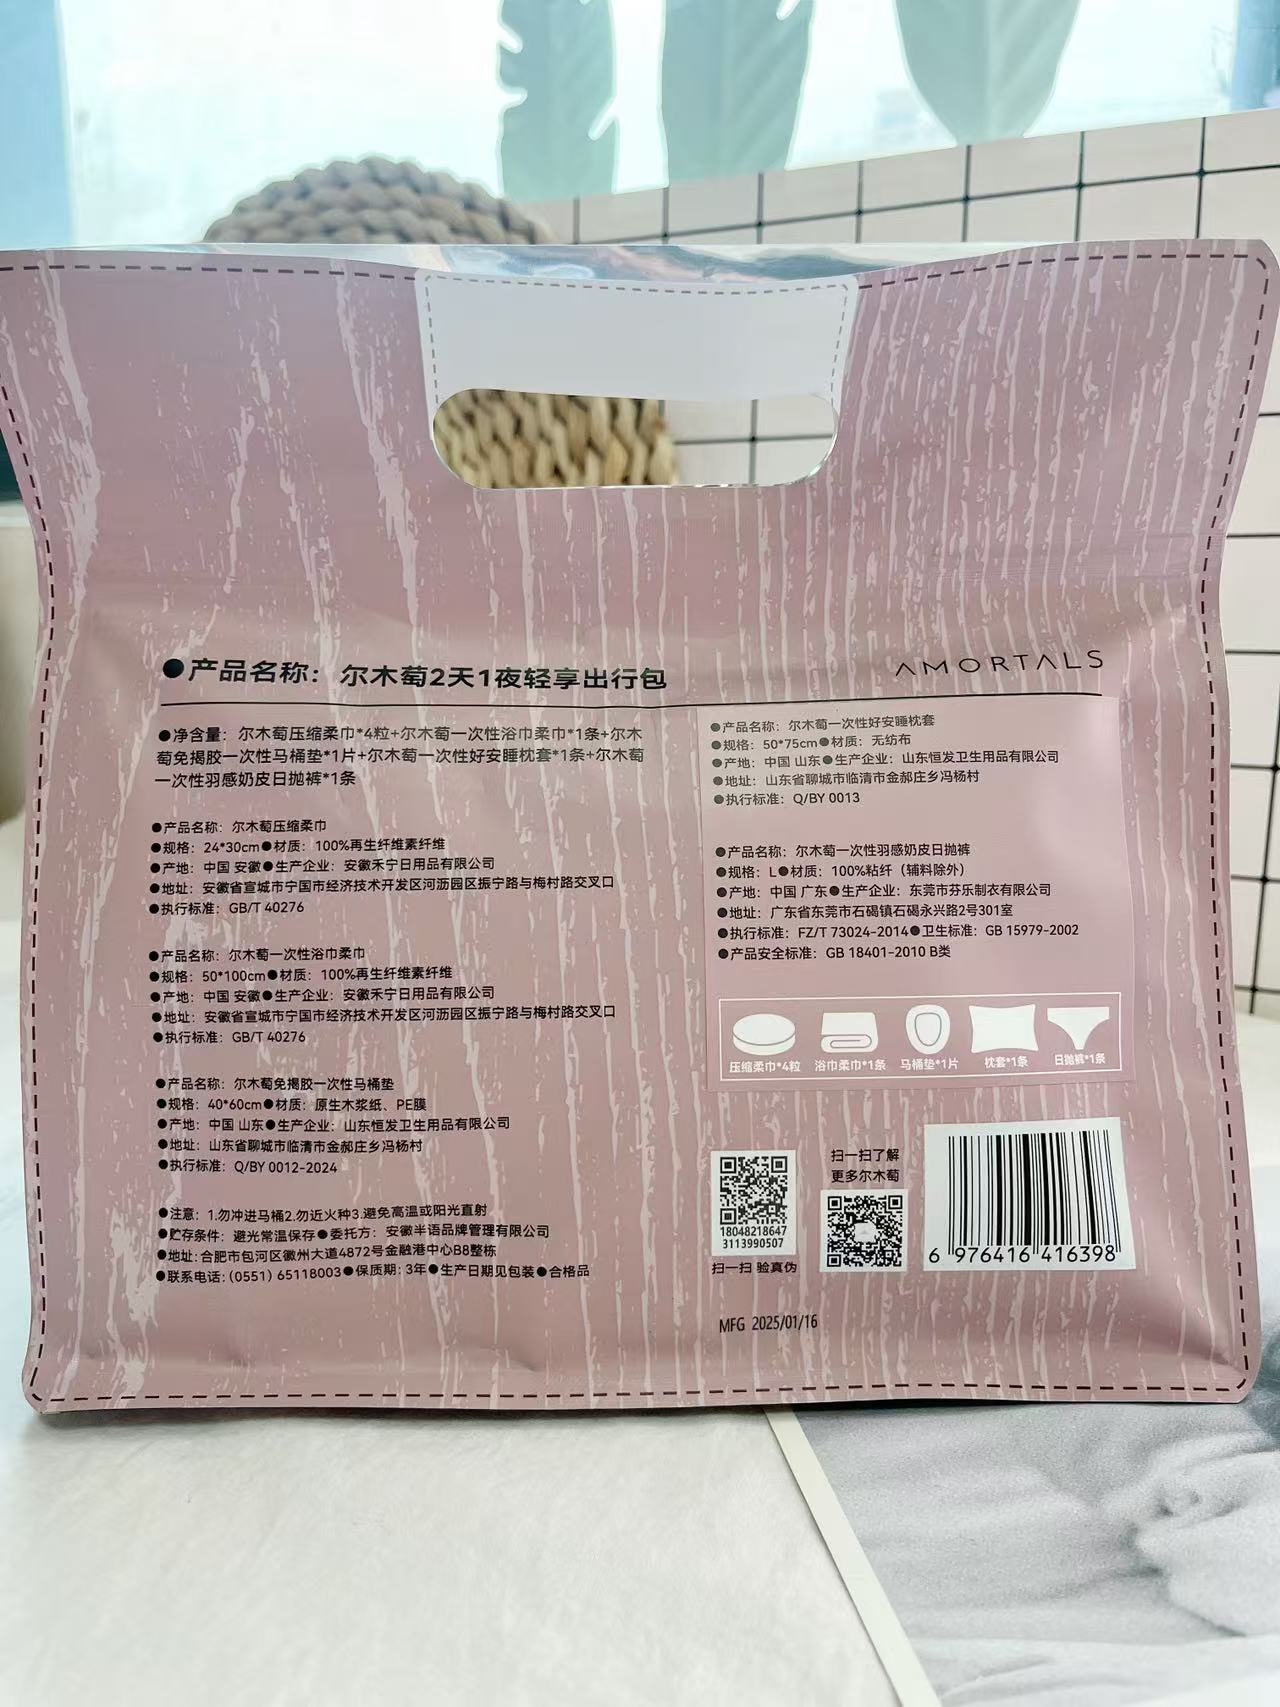 ●产品名称：尔木萄2天1夜轻享出行包
AMORTALS
●净含量：尔木萄压缩柔巾*4粒+尔木萄一次性浴巾柔巾*1条+尔木
萄免揭胶一次性马桶垫*1片+尔木萄一次性好安睡枕套*1条+尔木萄
一次性羽感奶皮日抛裤*1条
●产品名称：尔木萄压缩柔巾
●规格：24*30cm●材质：100%再生纤维素纤维
●产地：中国 安徽●生产企业：安徽禾宁日用品有限公司
●地址：安徽省宣城市宁国市经济技术开发区河沥园区振宁路与梅村路交叉口
●执行标准：GB/T 40276
●产品名称：尔木萄一次性浴巾柔巾
●规格：50*100cm●材质：100%再生纤维素纤维
●产地：中国 安徽●生产企业：安徽禾宁日用品有限公司
●地址：安徽省宣城市宁国市经济技术开发区河沥园区振宁路与梅村路交叉口
●执行标准：GB/T 40276
●产品名称：尔木萄免揭胶一次性马桶垫
●规格：40*60cm●材质：原生木浆纸、PE膜
●产地：中国 山东●生产企业：山东恒发卫生用品有限公司
●地址：山东省聊城市临清市金郝庄乡冯杨村
●执行标准：Q/BY 0012-2024
●注意：1.勿冲进马桶2.勿近火种3.避免高温或阳光直射
●贮存条件：避光常温保存●委托方：安徽半语品牌管理有限公司
●地址:合肥市包河区徽州大道4872号金融港中心B8整栋
●联系电话:(0551) 65118003●保质期:3年●生产日期见包装●合格品
●产品名称：尔木萄一次性好安睡枕套
●规格：50*75cm●材质：无纺布
●产地：中国 山东●生产企业：山东恒发卫生用品有限公司
●地址：山东省聊城市临清市金郝庄乡冯杨村
●执行标准：Q/BY 0013
●产品名称：尔木萄一次性羽感奶皮日抛裤
●规格：L●材质：100%粘纤（辅料除外）
●产地：中国 广东●生产企业：东莞市芬乐制衣有限公司
●地址：广东省东莞市石碣镇石碣永兴路2号301室
●执行标准：FZ/T 73024-2014●卫生标准：GB 15979-2002
●产品安全标准：GB 18401-2010 B类
压缩柔巾*4粒 浴巾柔巾*1条 马桶垫*1片 枕套*1条 日抛裤*1条
18048218647
3113990507
扫一扫 验真伪
扫一扫了解
更多尔木萄
6 976416 416398
MFG 2025/01/16